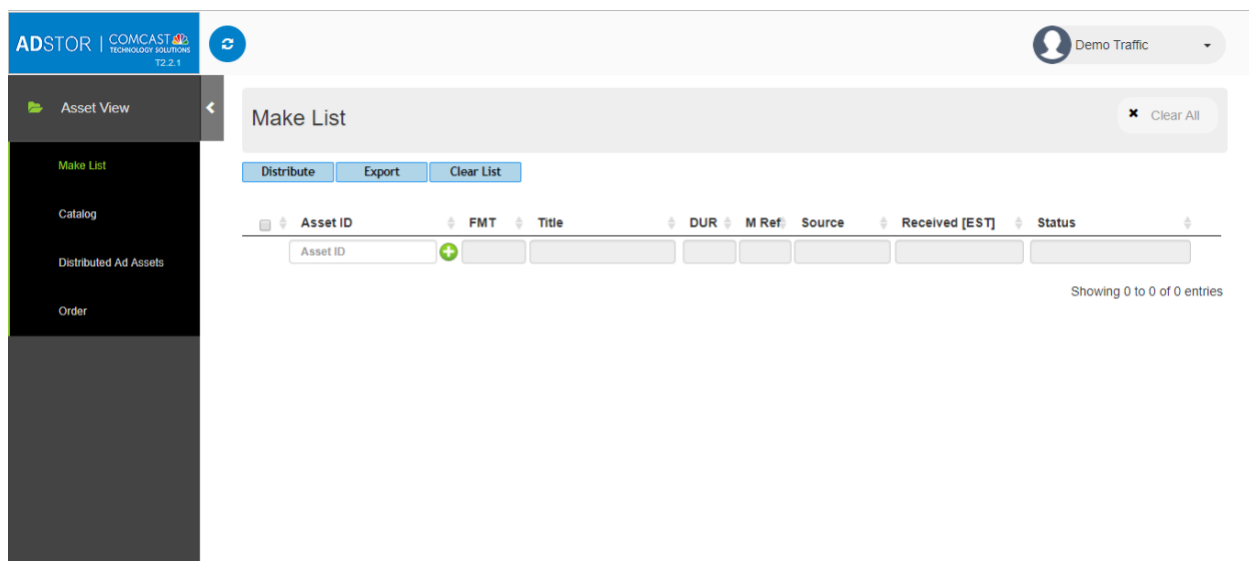 ADSTOR | COMCAST
TECHNOLOGY SOLUTIONS
T2.2.1
Demo Traffic
Asset View
Make List
Clear All
Make List
Distribute Export Clear List
Catalog
Asset ID FMT Title DUR M Ref Source Received [EST] Status
Asset ID
Distributed Ad Assets
Showing 0 to 0 of 0 entries
Order